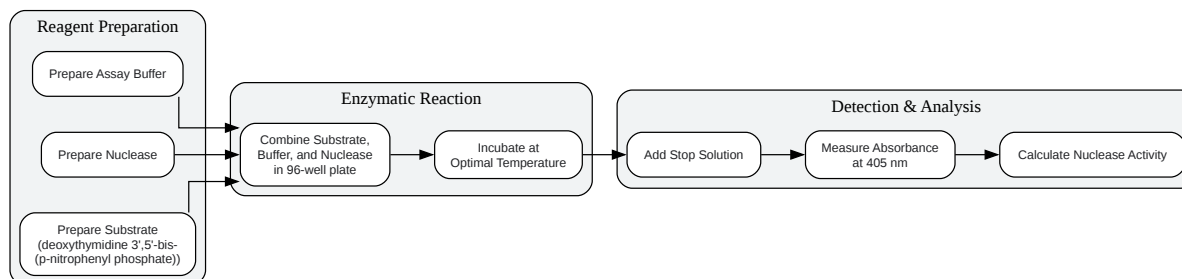 Reagent Preparation
Prepare Assay Buffer
Prepare Nuclease
Prepare Substrate
(deoxythymidine 3',5'-bis-
(p-nitrophenyl phosphate))
Enzymatic Reaction
Combine Substrate,
Buffer, and Nuclease
in 96-well plate
Incubate at
Optimal Temperature
Detection & Analysis
Add Stop Solution
Measure Absorbance
at 405 nm
Calculate Nuclease Activity